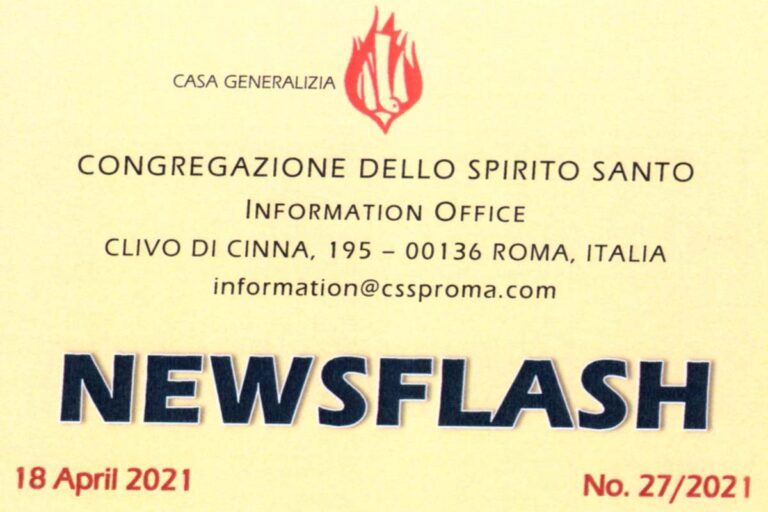 CASA GENERALIZIA
CONGREGAZIONE DELLO SPIRITO SANTO
INFORMATION OFFICE
CLIVO DI CINNA, 195 – 00136 ROMA, ITALIA
information@cssproma.com
NEWSFLASH
18 April 2021 No. 27/2021